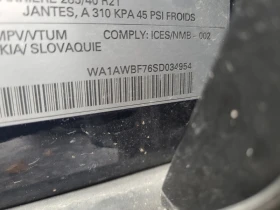 JANTES, A 310 KPA 45 PSI FROIDS
MPV/VTUM COMPLY: ICES/NMB - 002
KIA/ SLOVAQUIE
WA1AWBF76SD034954